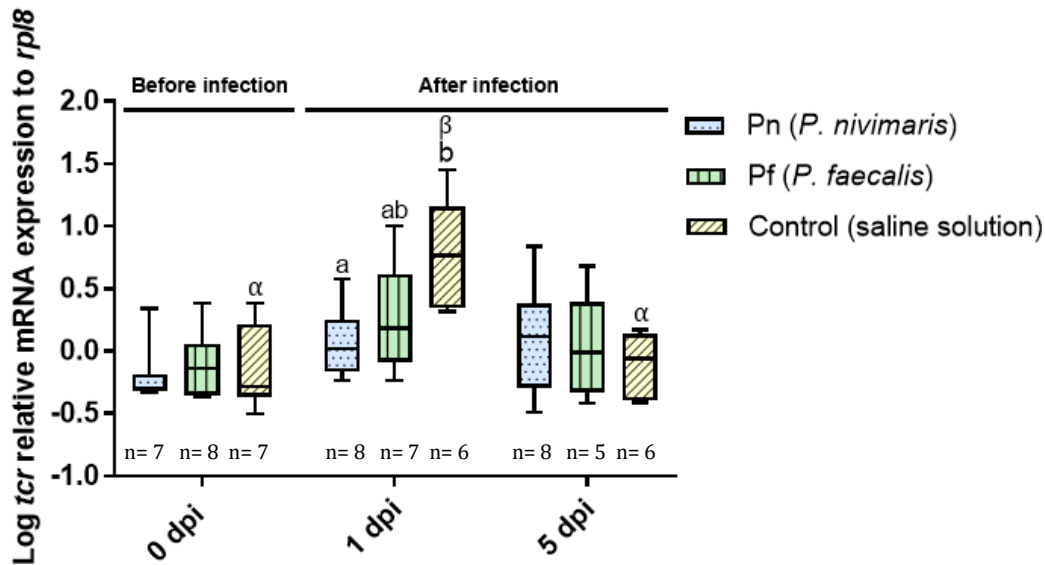 Log tcr relative mRNA expression to rpl8
Before infection
After infection
2.0
1.5
1.0
0.5
0.0
-0.5
-1.0
α
a
ab
β
b
α
n= 7 n= 8 n= 7
n= 8 n= 7 n= 6
n= 8 n= 5 n= 6
0 dpi
1 dpi
5 dpi
Pn (P. nivimaris)
Pf (P. faecalis)
Control (saline solution)